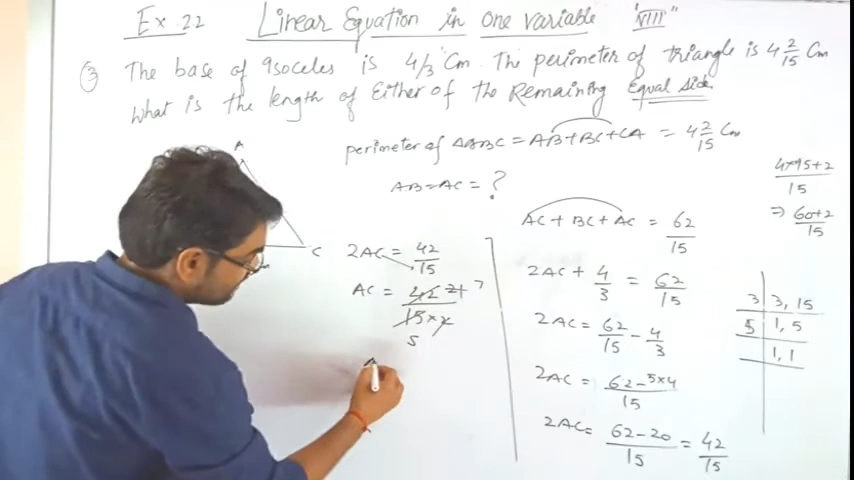 Ex 22 Linear Equation in one variable "VIII"
③ The base of isoceles is 4/3 Cm The perimeter of triangle is 4 2/15 Cm
What is the length of Either of the Remaining Equal side.
perimeter of ΔABC = AB+BC+CA = 4 2/15 Cm
AB=AC = ?
A
C
2AC = 42/15
AC = 42 21 7 / 15×2
5
AC + BC + AC = 62/15
2AC + 4/3 = 62/15
2AC = 62/15 - 4/3
2AC = 62-5×4 / 15
2AC = 62-20 / 15 = 42/15
4×15+2 / 15
⇒ 60+2 / 15
3 | 3, 15
5 | 1, 5
1, 1